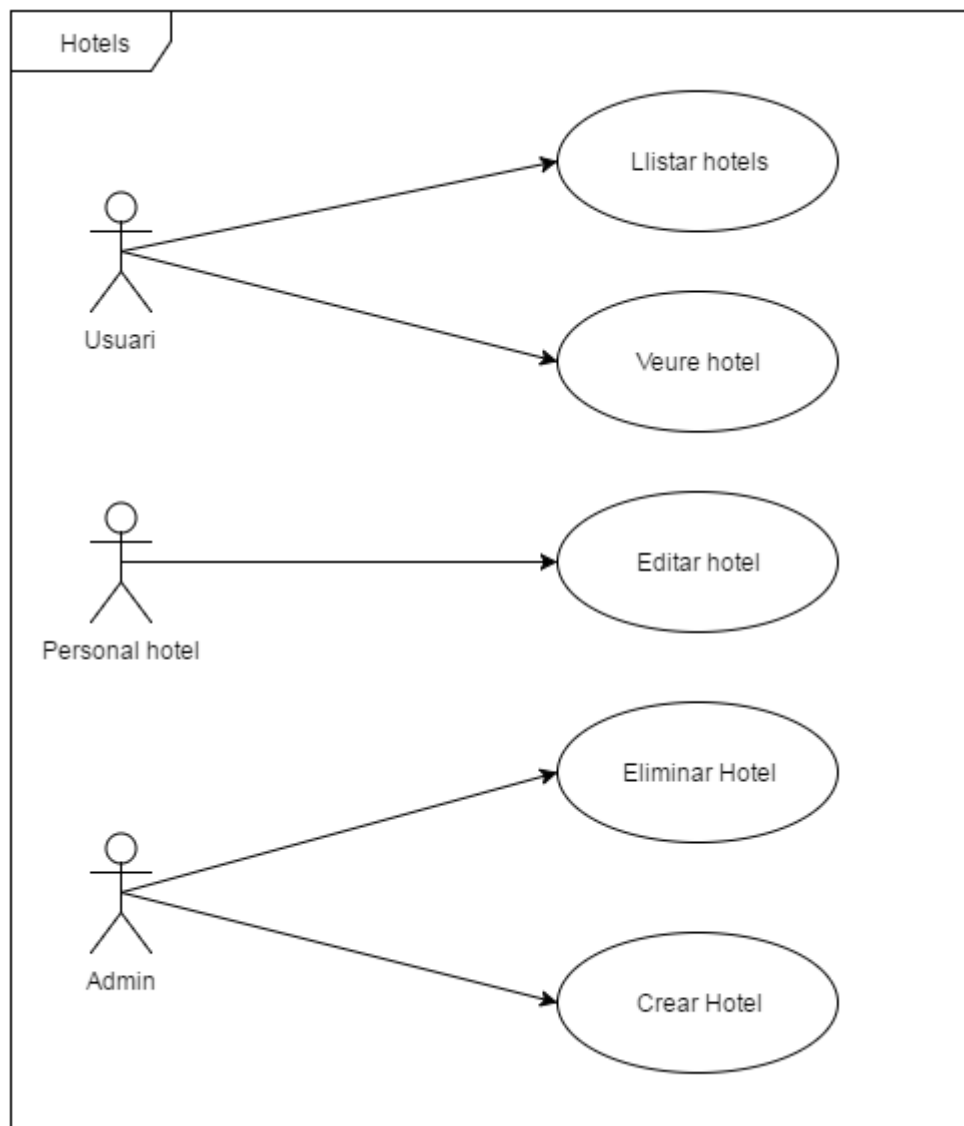 Hotels
Llistar hotels
Usuari
Veure hotel
Editar hotel
Personal hotel
Eliminar Hotel
Admin
Crear Hotel